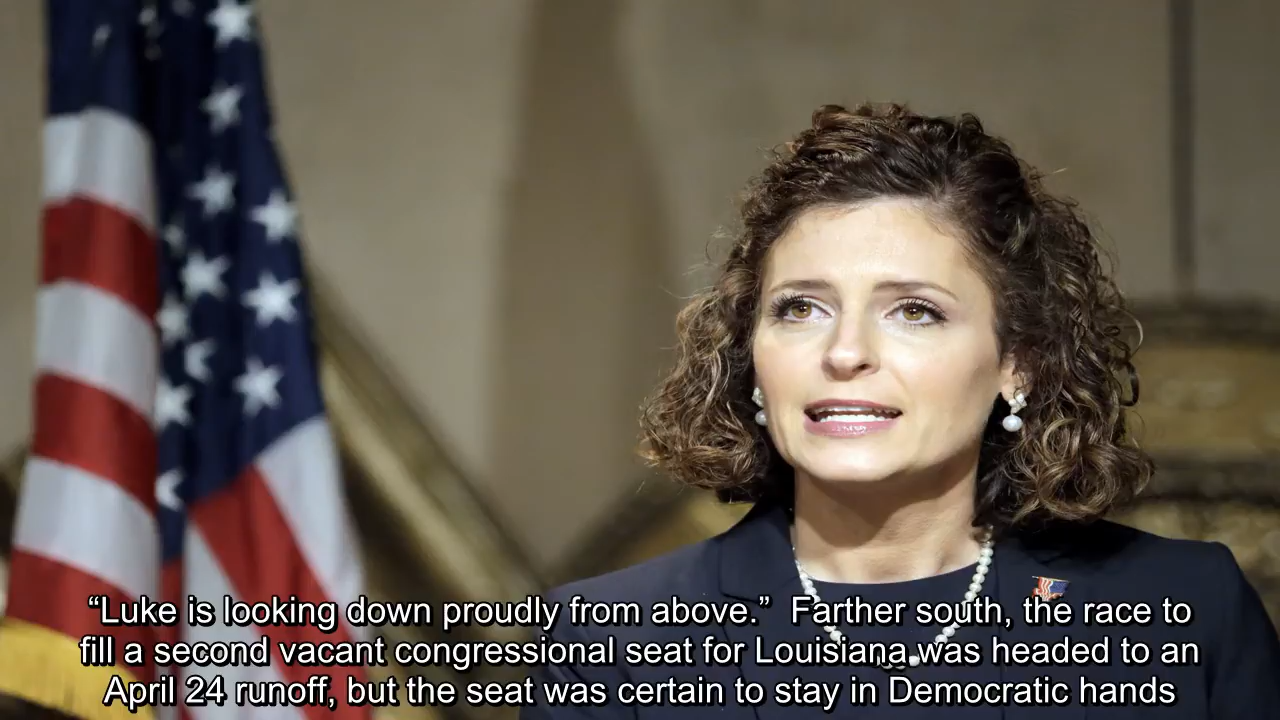 “Luke is looking down proudly from above.”  Farther south, the race to
fill a second vacant congressional seat for Louisiana was headed to an
April 24 runoff, but the seat was certain to stay in Democratic hands